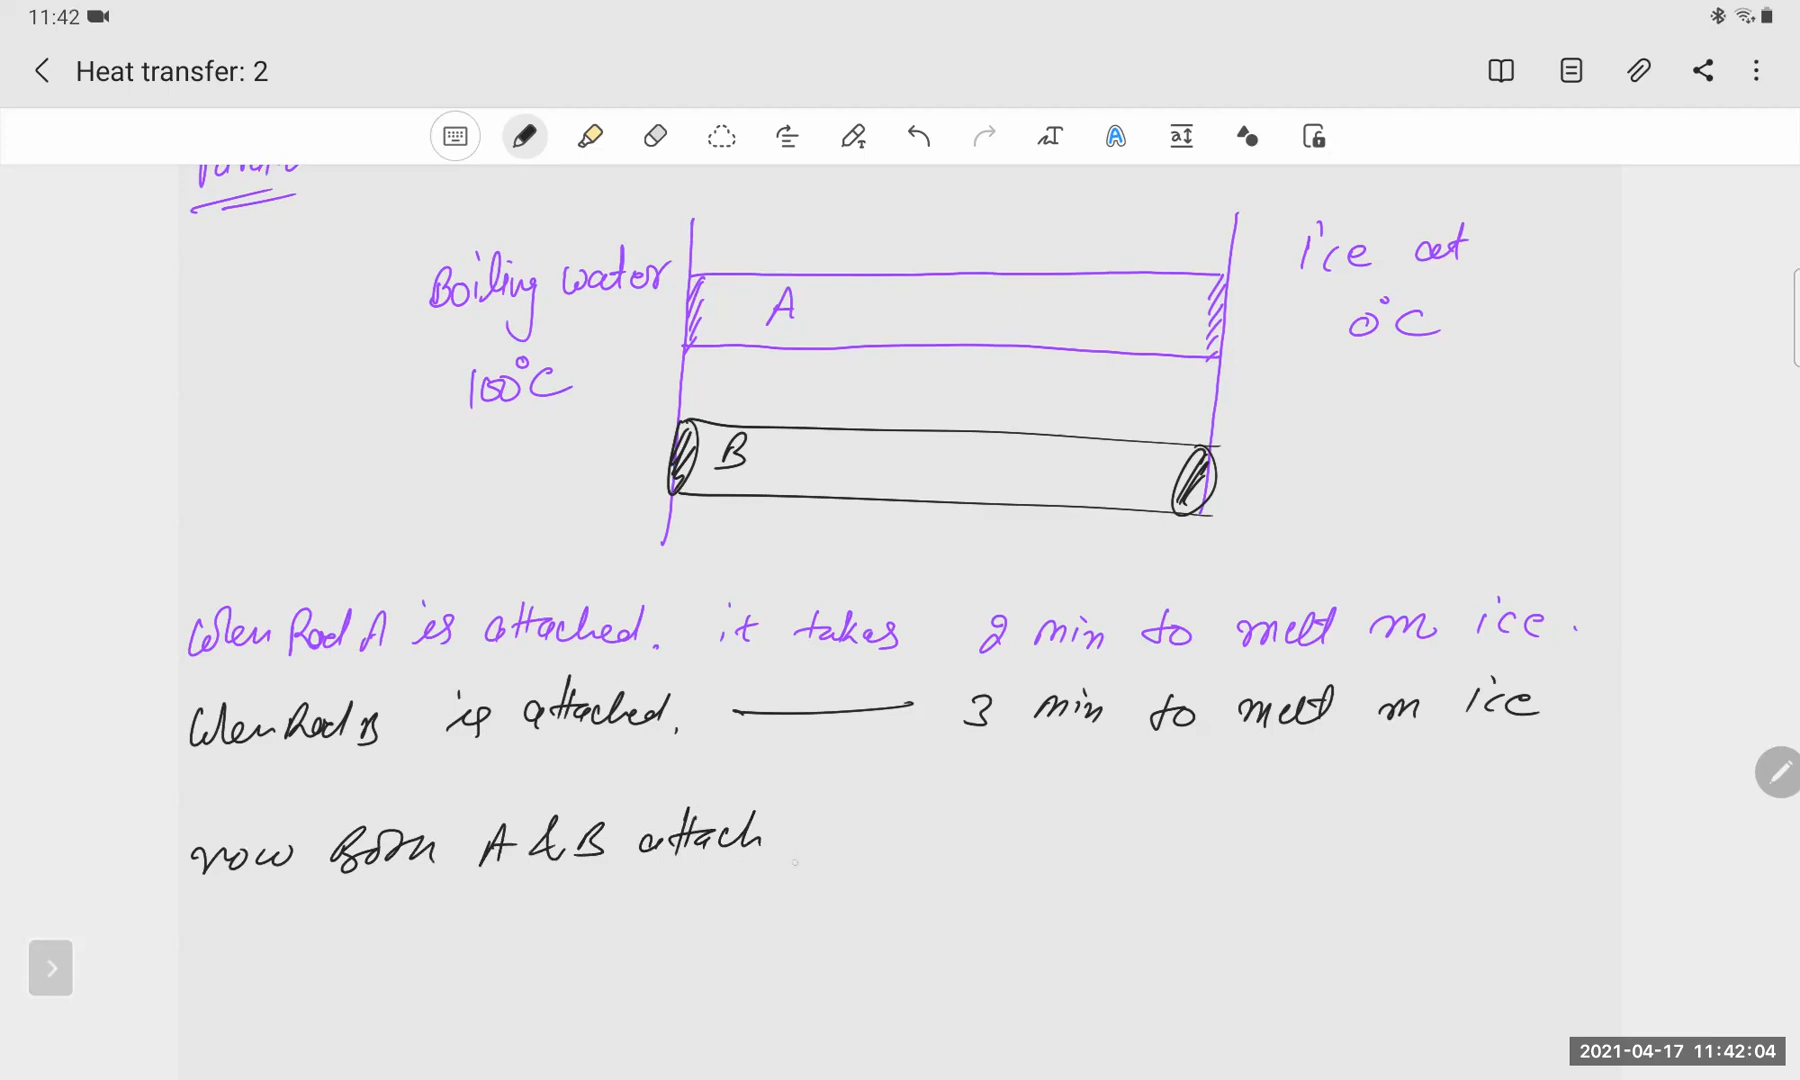 11:42
Heat transfer: 2
Boiling water
100°C
A
ice at
0°C
B
When Rod A is attached. it takes 2 min to melt m ice.
When Rod B is attached. 3 min to melt m ice
now Both A & B attach
2021-04-17 11:42:04